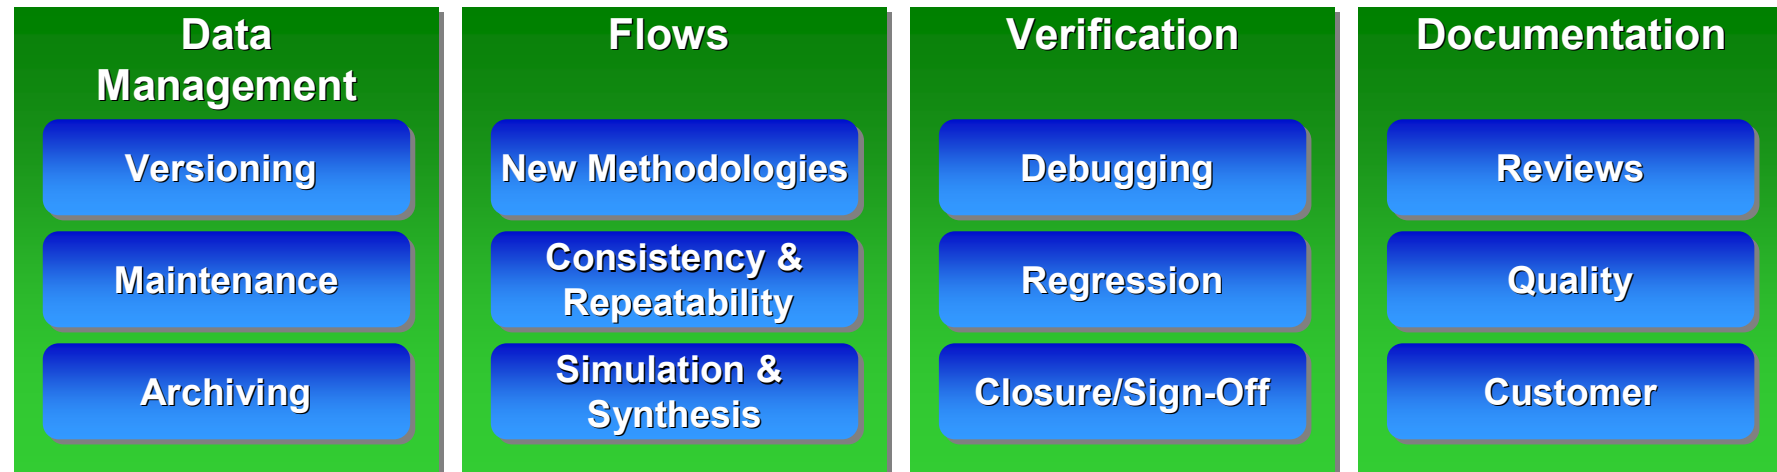 Data
Management
Versioning
Maintenance
Archiving
Flows
New Methodologies
Consistency &
Repeatability
Simulation &
Synthesis
Verification
Debugging
Regression
Closure/Sign-Off
Documentation
Reviews
Quality
Customer